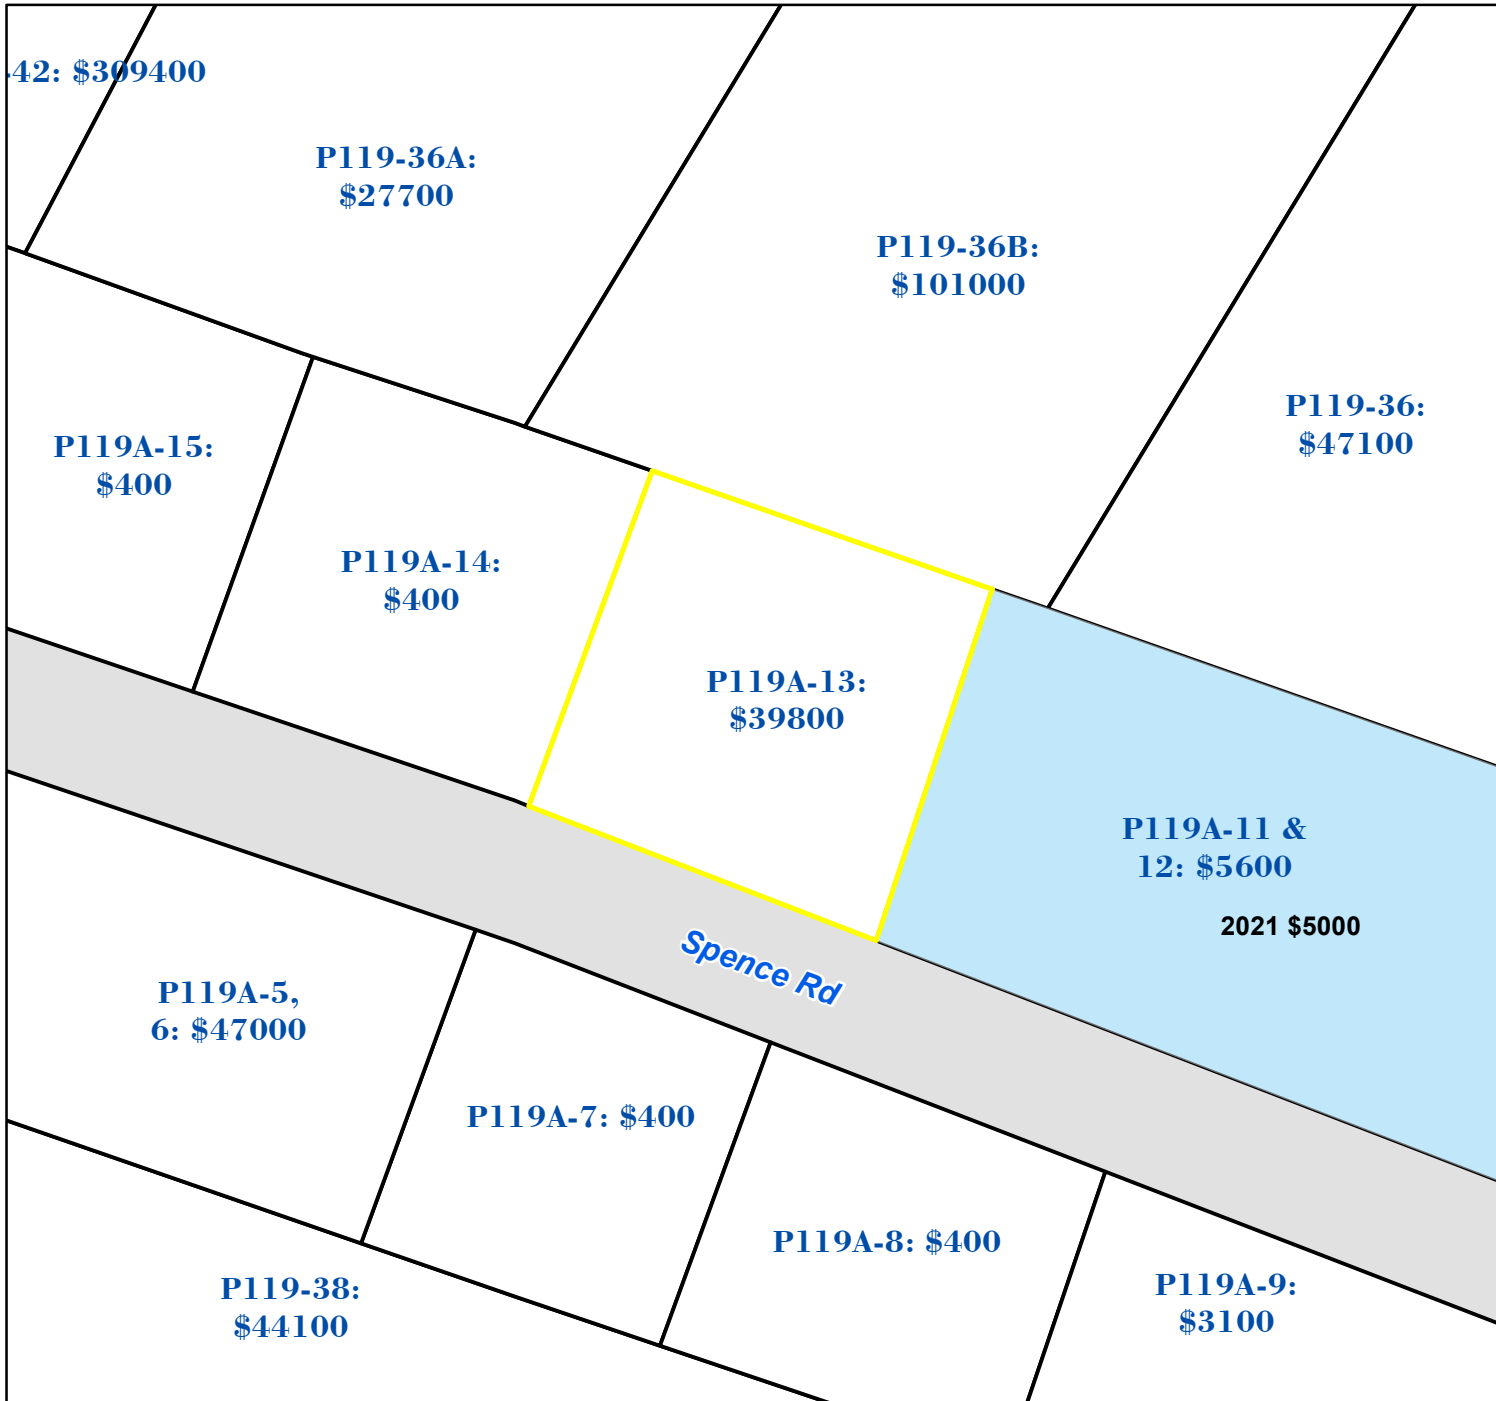 -42: $309400
P119-36A:
$27700
P119-36B:
$101000
P119-36:
$47100
P119A-15:
$400
P119A-14:
$400
P119A-13:
$39800
P119A-11 &
12: $5600
2021 $5000
Spence Rd
P119A-5,
6: $47000
P119A-7: $400
P119A-8: $400
P119A-9:
$3100
P119-38:
$44100